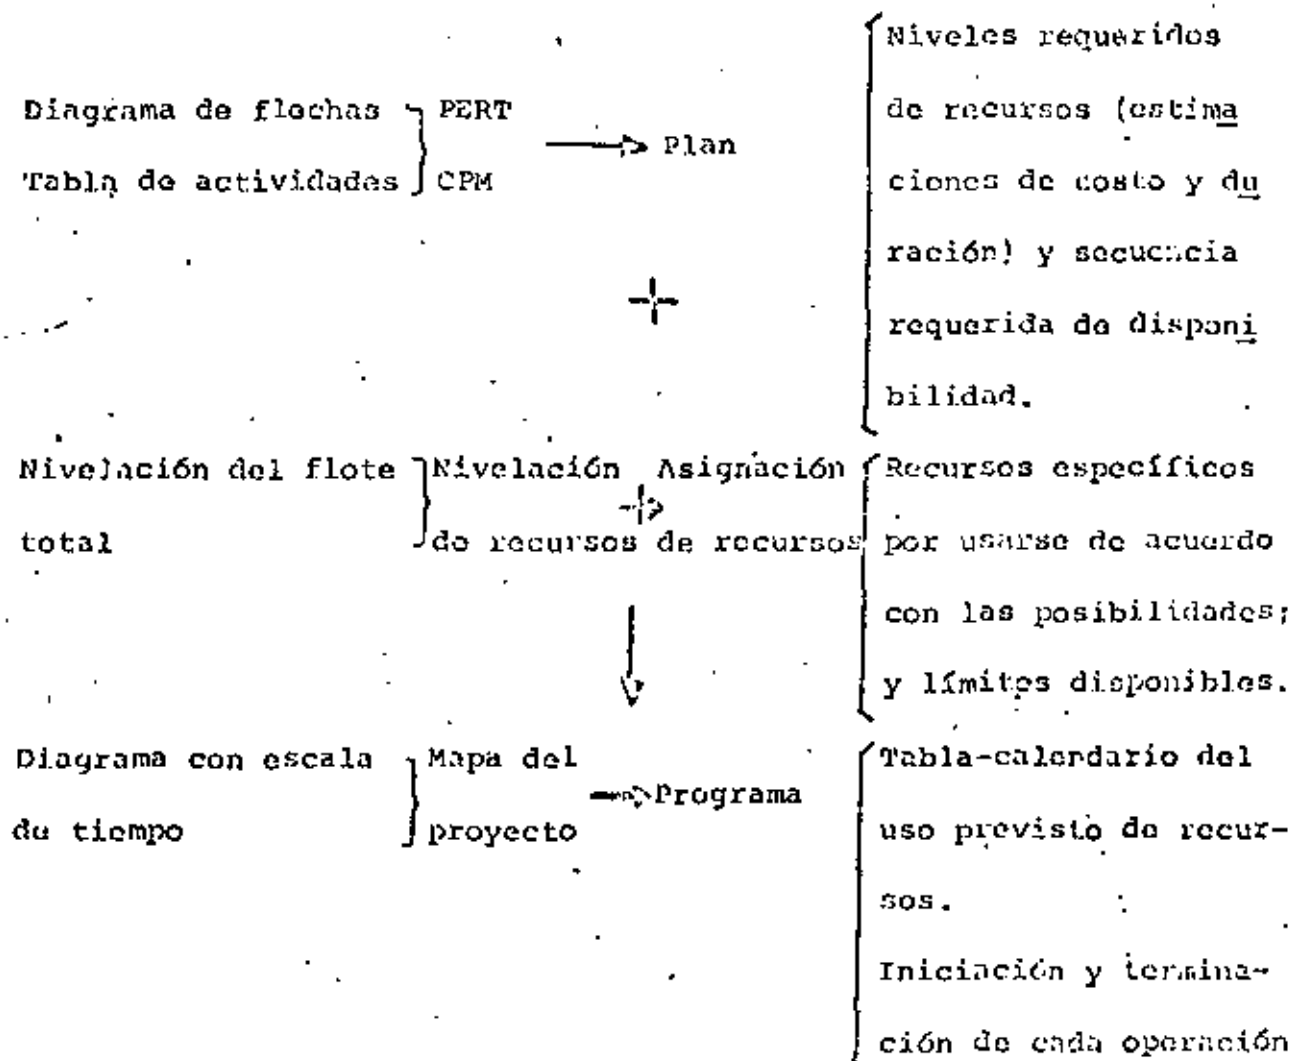 Niveles requeridos
Diagrama de flechas PERT
de recursos (estima
Plan
Tabla de actividades CPM
ciones de costo y du
ración) y secuencia
+
requerida de disponi
bilidad.
Nivelación del flote Nivelación Asignación Recursos específicos
total de recursos de recursos por usarse de acuerdo
con las posibilidades;
y límites disponibles.
Diagrama con escala Mapa del Tabla-calendario del
Programa
de tiempo proyecto uso previsto de recur-
sos.
Iniciación y termina-
ción de cada operación